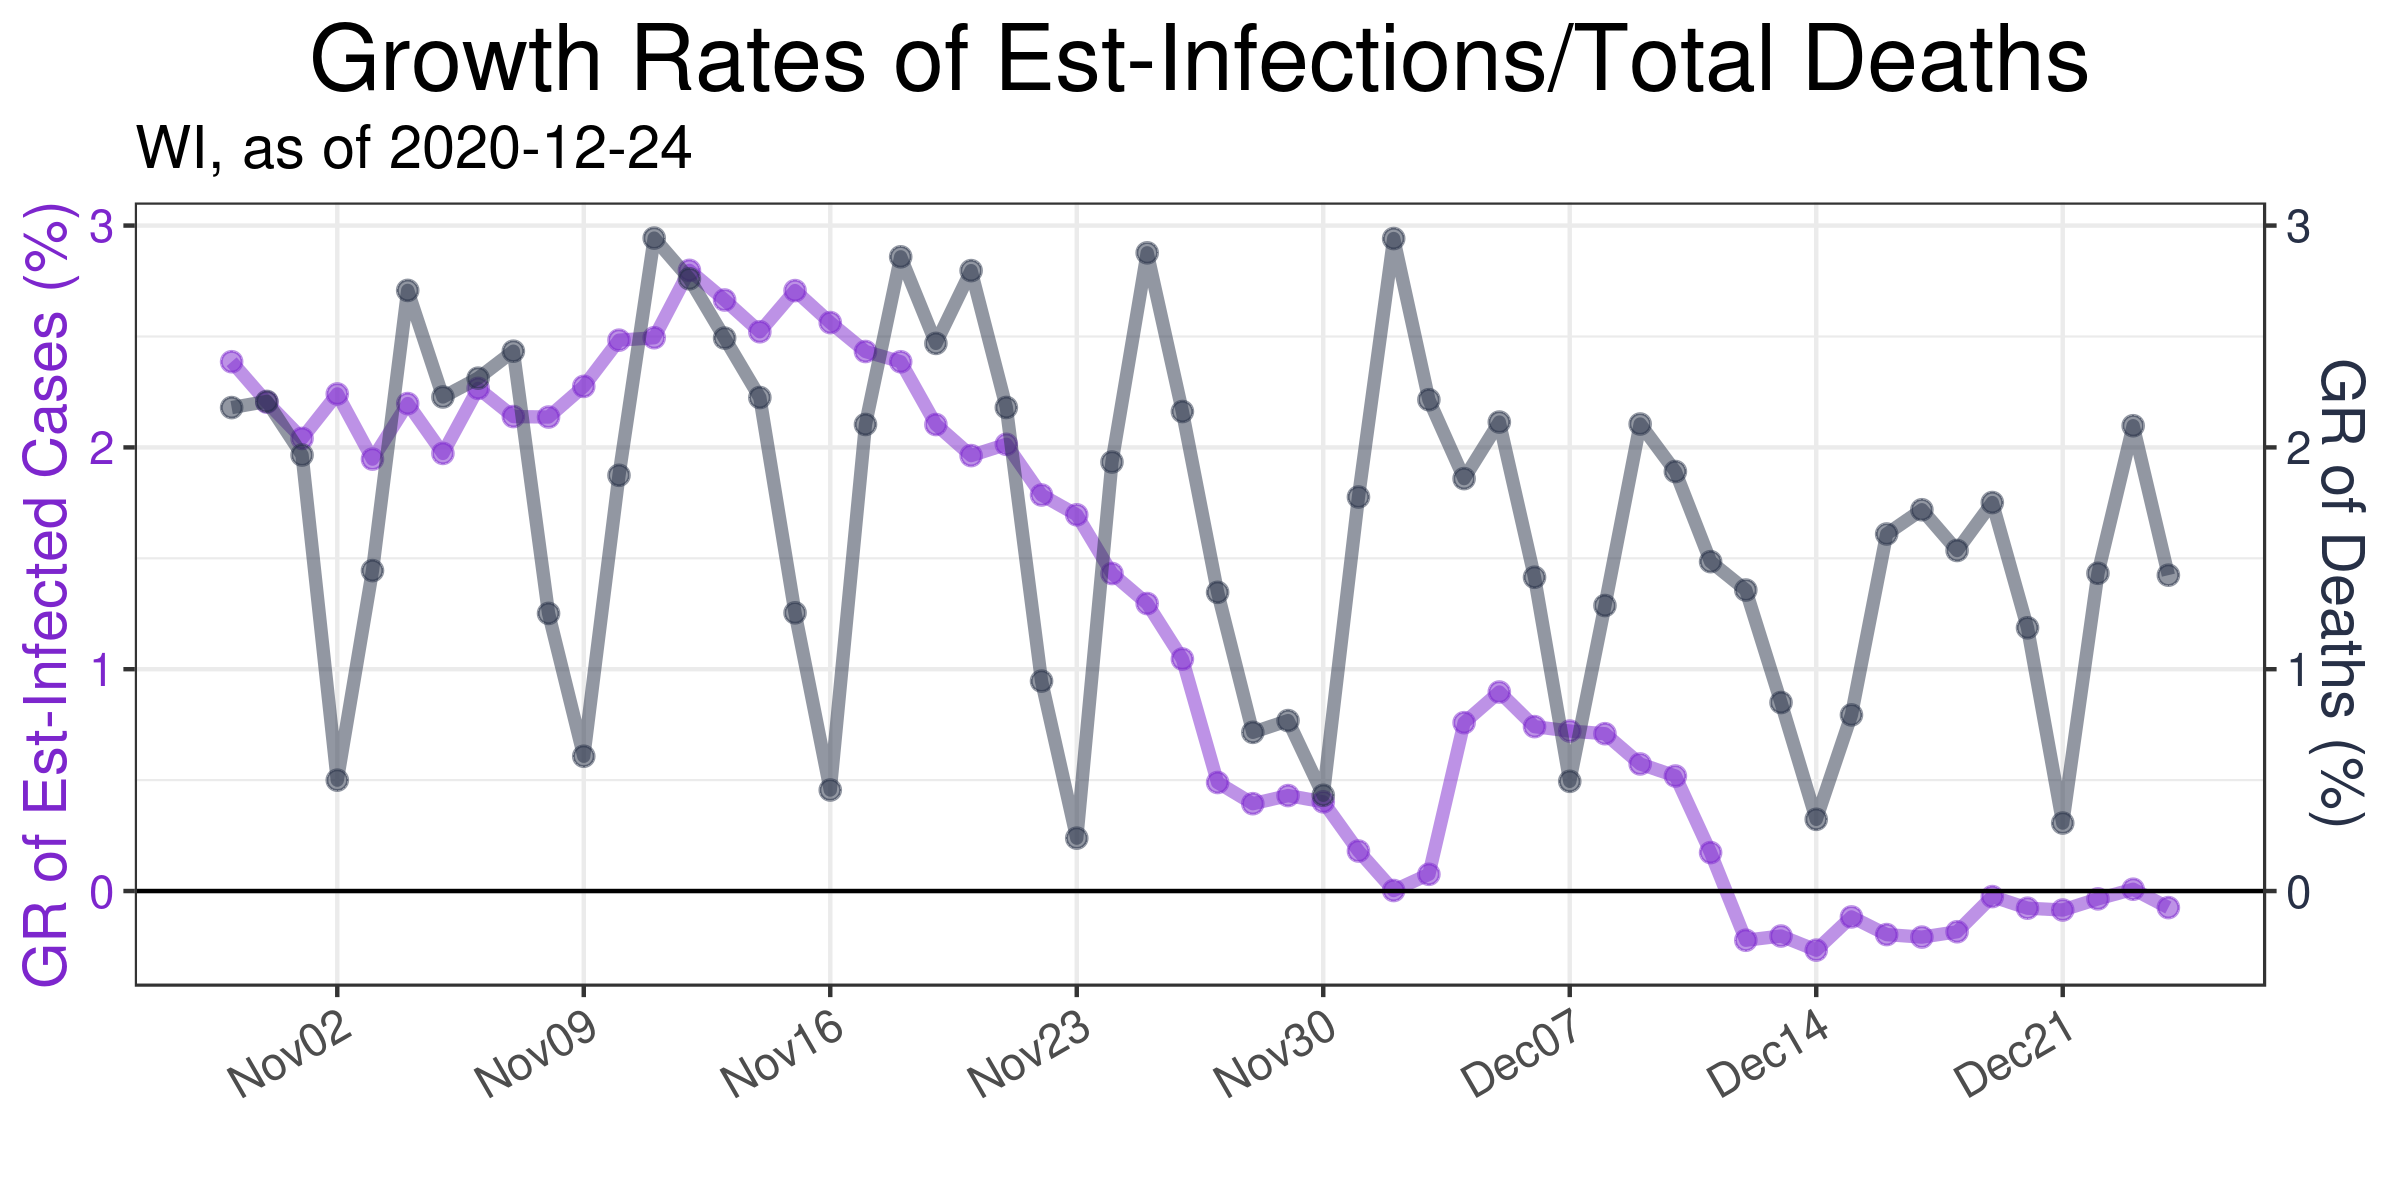 Growth Rates of Est-Infections/Total Deaths
WI, as of 2020-12-24
GR of Est-Infected Cases (%)
3
2
1
0
3
2
1
0
GR of Deaths (%)
Nov02
Nov09
Nov16
Nov23
Nov30
Dec07
Dec14
Dec21